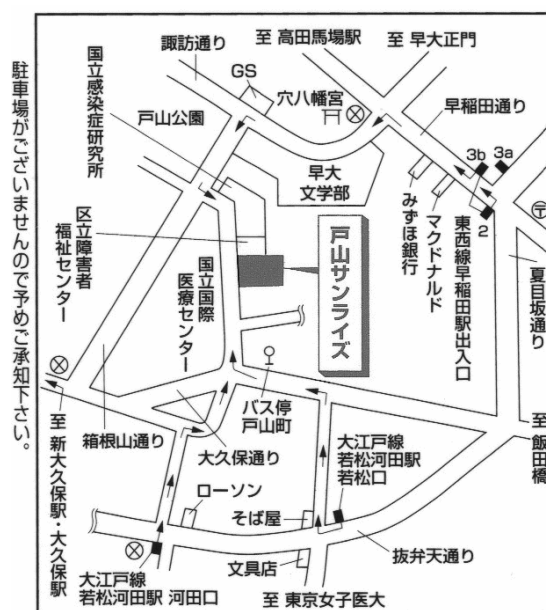 諏訪通り
至 高田馬場駅
至 早大正門
GS
穴八幡宮
早稲田通り
国立感染症研究所
戸山公園
3b
3a
早大
文学部
みずほ銀行
マクドナルド
東西線早稲田駅出入口
2
〒
夏目坂通り
駐車場がございませんので予めご承知下さい。
区立障害者
福祉センター
国立国際
医療センター
戸山サンライズ
バス停
戸山町
至 飯田橋
至 新大久保駅・大久保駅
箱根山通り
大久保通り
大江戸線
若松河田駅
若松口
ローソン
そば屋
抜弁天通り
文具店
大江戸線
若松河田駅 河田口
至 東京女子医大